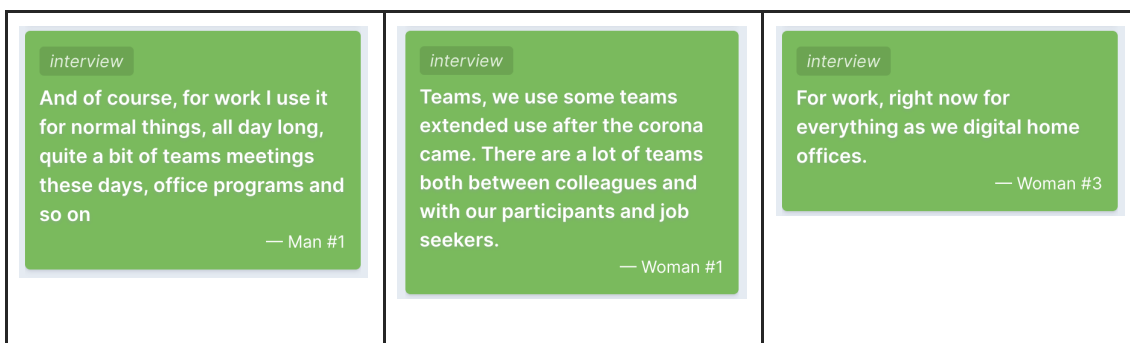 interview
And of course, for work I use it
for normal things, all day long,
quite a bit of teams meetings
these days, office programs and
so on
— Man #1
interview
Teams, we use some teams
extended use after the corona
came. There are a lot of teams
both between colleagues and
with our participants and job
seekers.
— Woman #1
interview
For work, right now for
everything as we digital home
offices.
— Woman #3